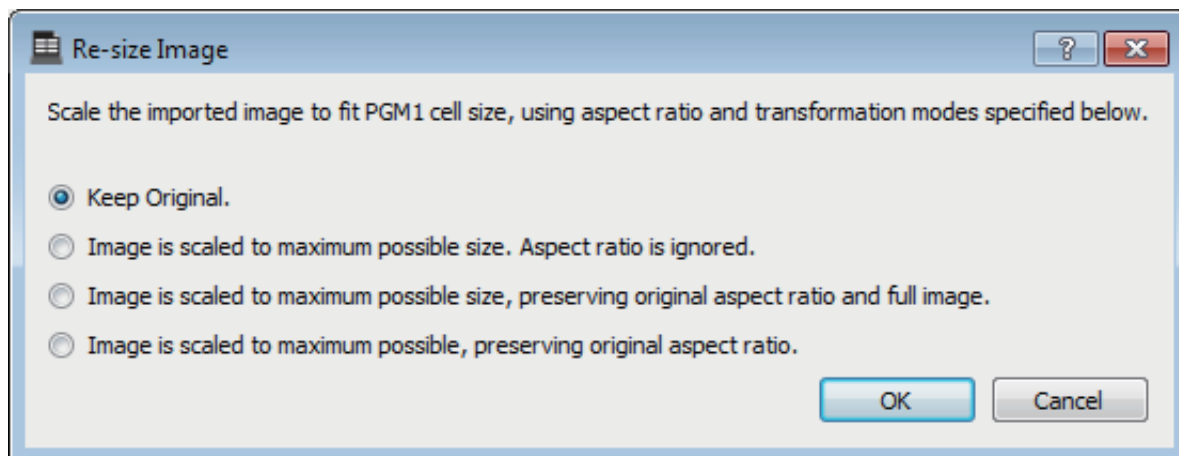 Re-size Image
?
Scale the imported image to fit PGM1 cell size, using aspect ratio and transformation modes specified below.
Keep Original.
Image is scaled to maximum possible size. Aspect ratio is ignored.
Image is scaled to maximum possible size, preserving original aspect ratio and full image.
Image is scaled to maximum possible, preserving original aspect ratio.
OK Cancel